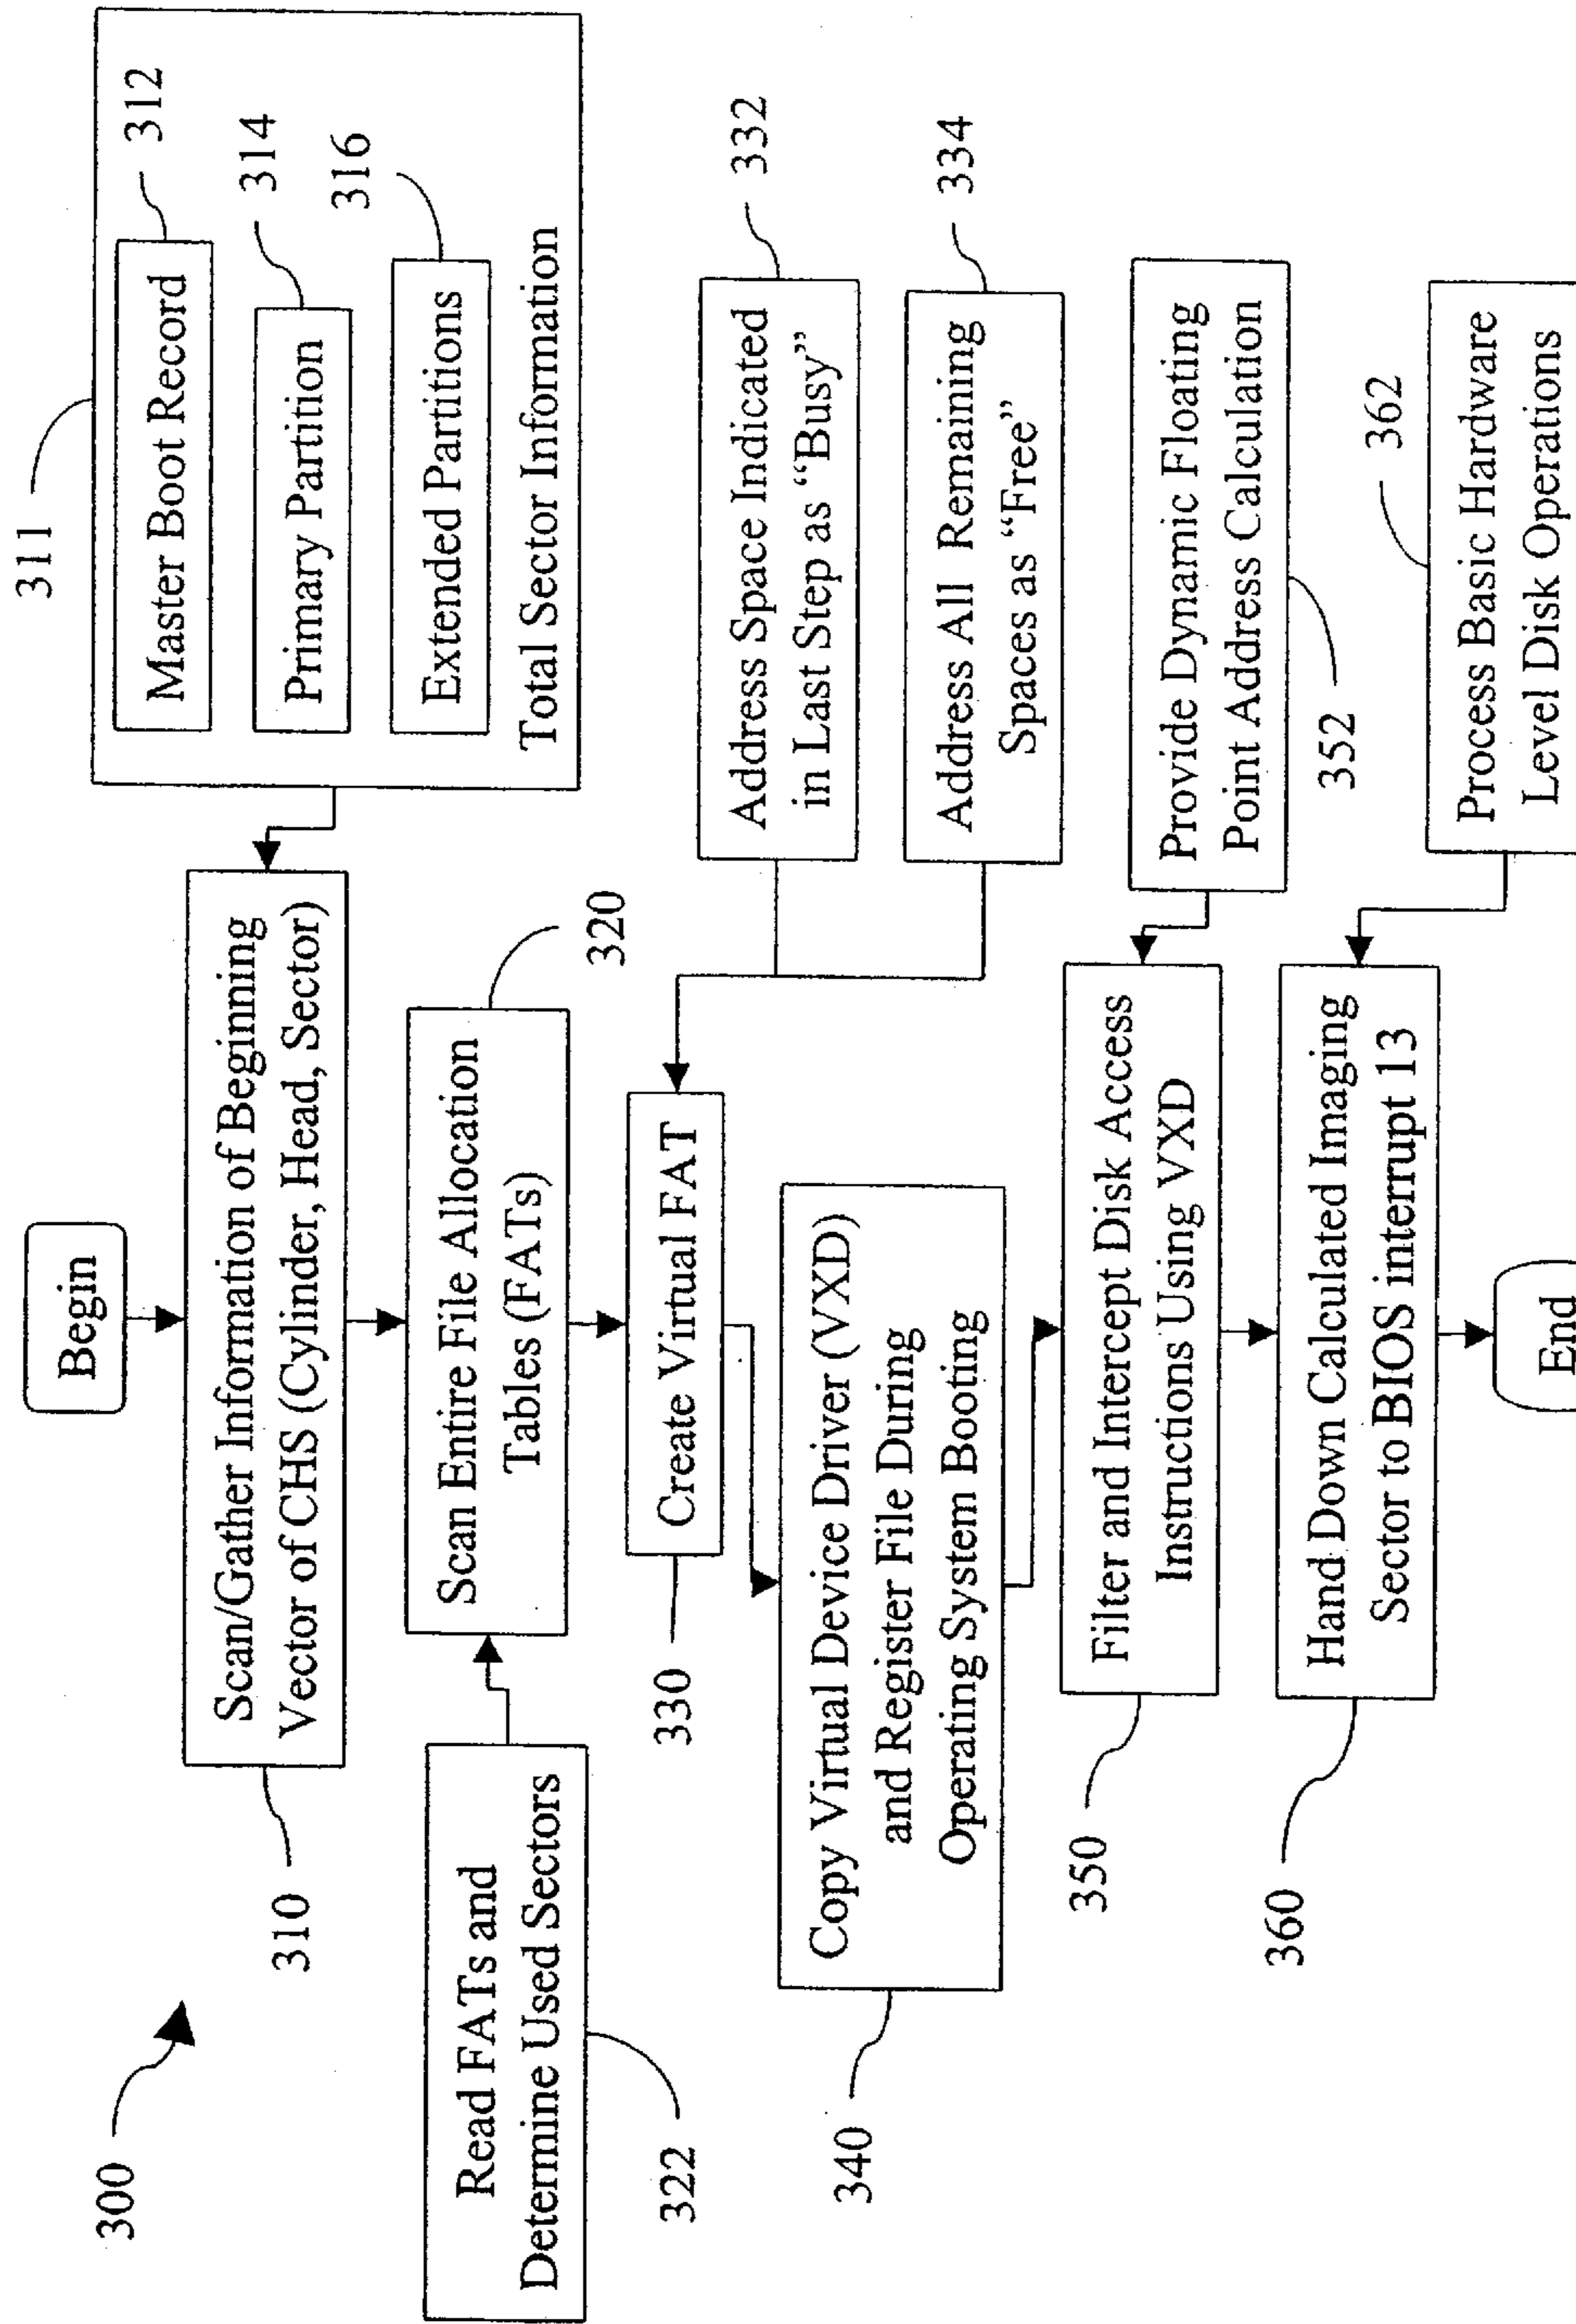 300
Begin
311
Master Boot Record
312
Primary Partition
314
Extended Partitions
316
Total Sector Information
Scan/Gather Information of Beginning
Vector of CHS (Cylinder, Head, Sector)
310
Read FATs and
Determine Used Sectors
322
Scan Entire File Allocation
Tables (FATs)
320
Create Virtual FAT
330
Address Space Indicated
in Last Step as “Busy”
332
Address All Remaining
Spaces as “Free”
334
Copy Virtual Device Driver (VXD)
and Register File During
Operating System Booting
340
Filter and Intercept Disk Access
Instructions Using VXD
350
Provide Dynamic Floating
Point Address Calculation
352
Hand Down Calculated Imaging
Sector to BIOS interrupt 13
360
Process Basic Hardware
Level Disk Operations
362
End